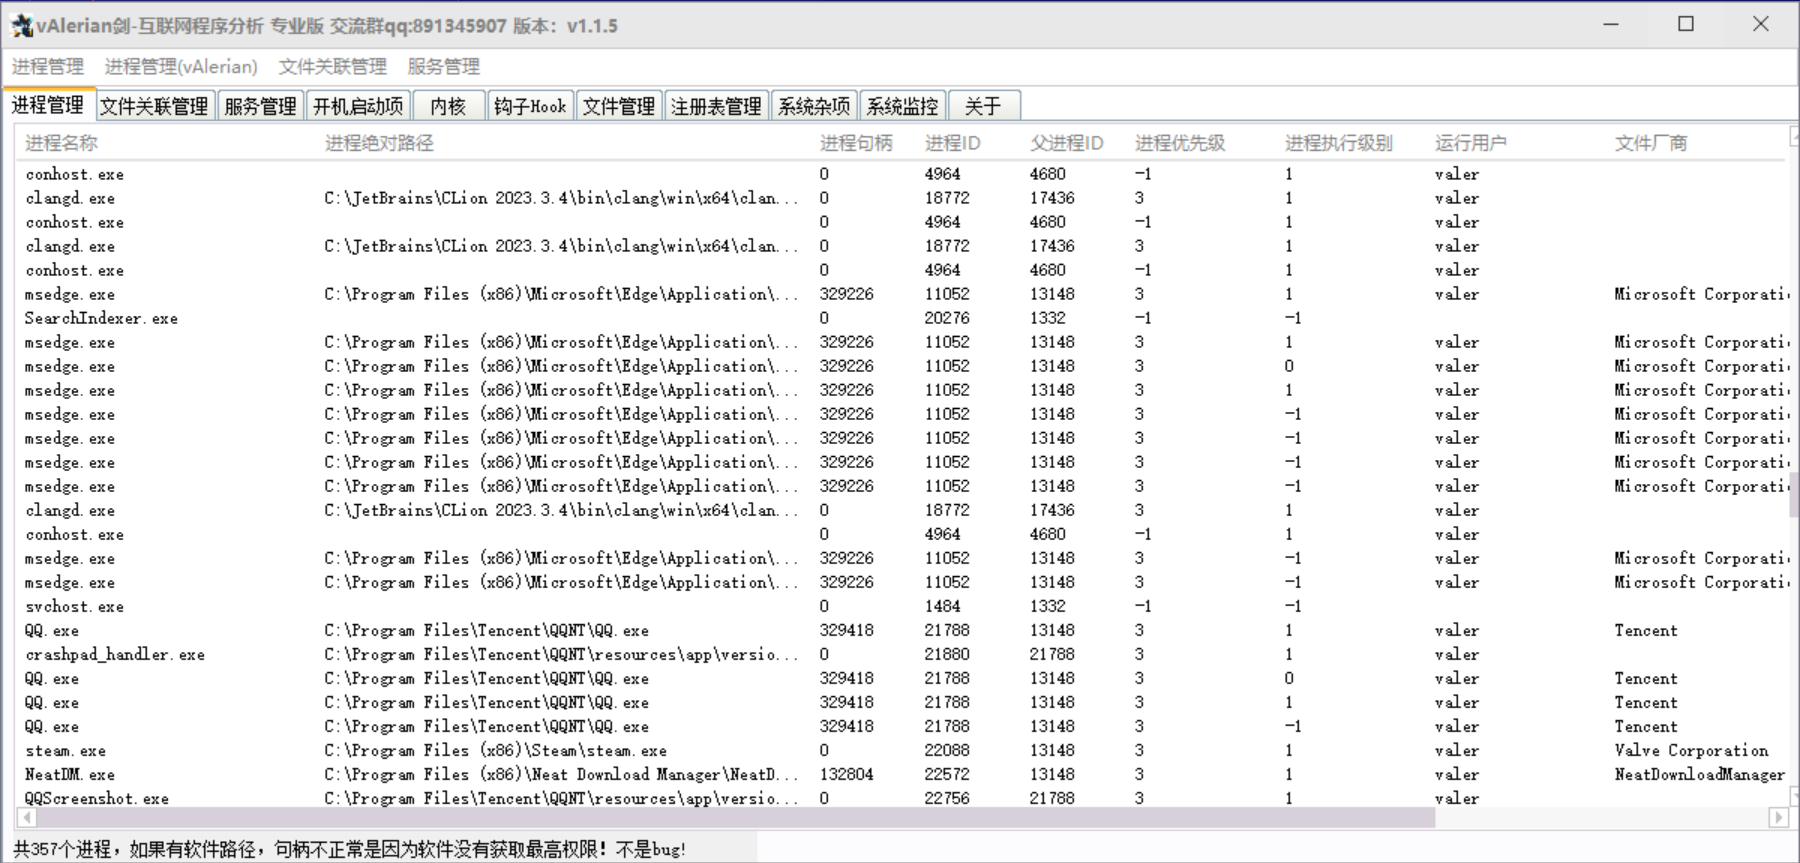 vAlerian剑-互联网程序分析 专业版 交流群qq:891345907 版本：v1.1.5
进程管理 进程管理(vAlerian) 文件关联管理 服务管理
进程管理 文件关联管理 服务管理 开机启动项 内核 钩子Hook 文件管理 注册表管理 系统杂项 系统监控 关于
进程名称 进程绝对路径 进程句柄 进程ID 父进程ID 进程优先级 进程执行级别 运行用户 文件厂商
conhost.exe 0 4964 4680 -1 1 valer
clangd.exe C:\JetBrains\CLion 2023.3.4\bin\clang\win\x64\clan... 0 18772 17436 3 1 valer
conhost.exe 0 4964 4680 -1 1 valer
clangd.exe C:\JetBrains\CLion 2023.3.4\bin\clang\win\x64\clan... 0 18772 17436 3 1 valer
conhost.exe 0 4964 4680 -1 1 valer
msedge.exe C:\Program Files (x86)\Microsoft\Edge\Application\... 329226 11052 13148 3 1 valer Microsoft Corporati
SearchIndexer.exe 0 20276 1332 -1 -1
msedge.exe C:\Program Files (x86)\Microsoft\Edge\Application\... 329226 11052 13148 3 1 valer Microsoft Corporati
msedge.exe C:\Program Files (x86)\Microsoft\Edge\Application\... 329226 11052 13148 3 0 valer Microsoft Corporati
msedge.exe C:\Program Files (x86)\Microsoft\Edge\Application\... 329226 11052 13148 3 1 valer Microsoft Corporati
msedge.exe C:\Program Files (x86)\Microsoft\Edge\Application\... 329226 11052 13148 3 -1 valer Microsoft Corporati
msedge.exe C:\Program Files (x86)\Microsoft\Edge\Application\... 329226 11052 13148 3 -1 valer Microsoft Corporati
msedge.exe C:\Program Files (x86)\Microsoft\Edge\Application\... 329226 11052 13148 3 -1 valer Microsoft Corporati
msedge.exe C:\Program Files (x86)\Microsoft\Edge\Application\... 329226 11052 13148 3 -1 valer Microsoft Corporati
clangd.exe C:\JetBrains\CLion 2023.3.4\bin\clang\win\x64\clan... 0 18772 17436 3 1 valer
conhost.exe 0 4964 4680 -1 1 valer
msedge.exe C:\Program Files (x86)\Microsoft\Edge\Application\... 329226 11052 13148 3 -1 valer Microsoft Corporati
msedge.exe C:\Program Files (x86)\Microsoft\Edge\Application\... 329226 11052 13148 3 -1 valer Microsoft Corporati
svchost.exe 0 1484 1332 -1 -1
QQ.exe C:\Program Files\Tencent\QQNT\QQ.exe 329418 21788 13148 3 1 valer Tencent
crashpad_handler.exe C:\Program Files\Tencent\QQNT\resources\app\versio... 0 21880 21788 3 1 valer
QQ.exe C:\Program Files\Tencent\QQNT\QQ.exe 329418 21788 13148 3 0 valer Tencent
QQ.exe C:\Program Files\Tencent\QQNT\QQ.exe 329418 21788 13148 3 1 valer Tencent
QQ.exe C:\Program Files\Tencent\QQNT\QQ.exe 329418 21788 13148 3 -1 valer Tencent
steam.exe C:\Program Files (x86)\Steam\steam.exe 0 22088 13148 3 1 valer Valve Corporation
NeatDM.exe C:\Program Files (x86)\Neat Download Manager\NeatD... 132804 22572 13148 3 1 valer NeatDownloadManager
QQScreenshot.exe C:\Program Files\Tencent\QQNT\resources\app\versio... 0 22756 21788 3 1 valer
共357个进程，如果有软件路径，句柄不正常是因为软件没有获取最高权限！不是bug!